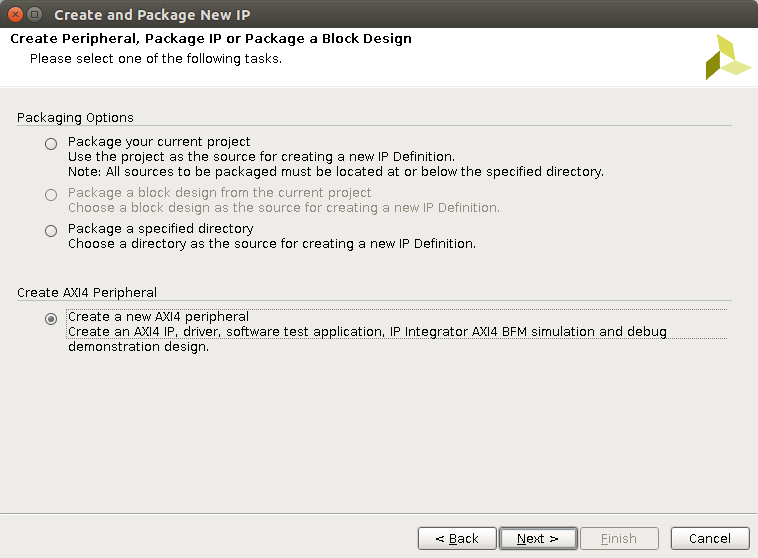 Create and Package New IP
Create Peripheral, Package IP or Package a Block Design
Please select one of the following tasks.
Packaging Options
Package your current project
Use the project as the source for creating a new IP Definition.
Note: All sources to be packaged must be located at or below the specified directory.
Package a block design from the current project
Choose a block design as the source for creating a new IP Definition.
Package a specified directory
Choose a directory as the source for creating a new IP Definition.
Create AXI4 Peripheral
Create a new AXI4 peripheral
Create an AXI4 IP, driver, software test application, IP Integrator AXI4 BFM simulation and debug
demonstration design.
< Back Next > Finish Cancel